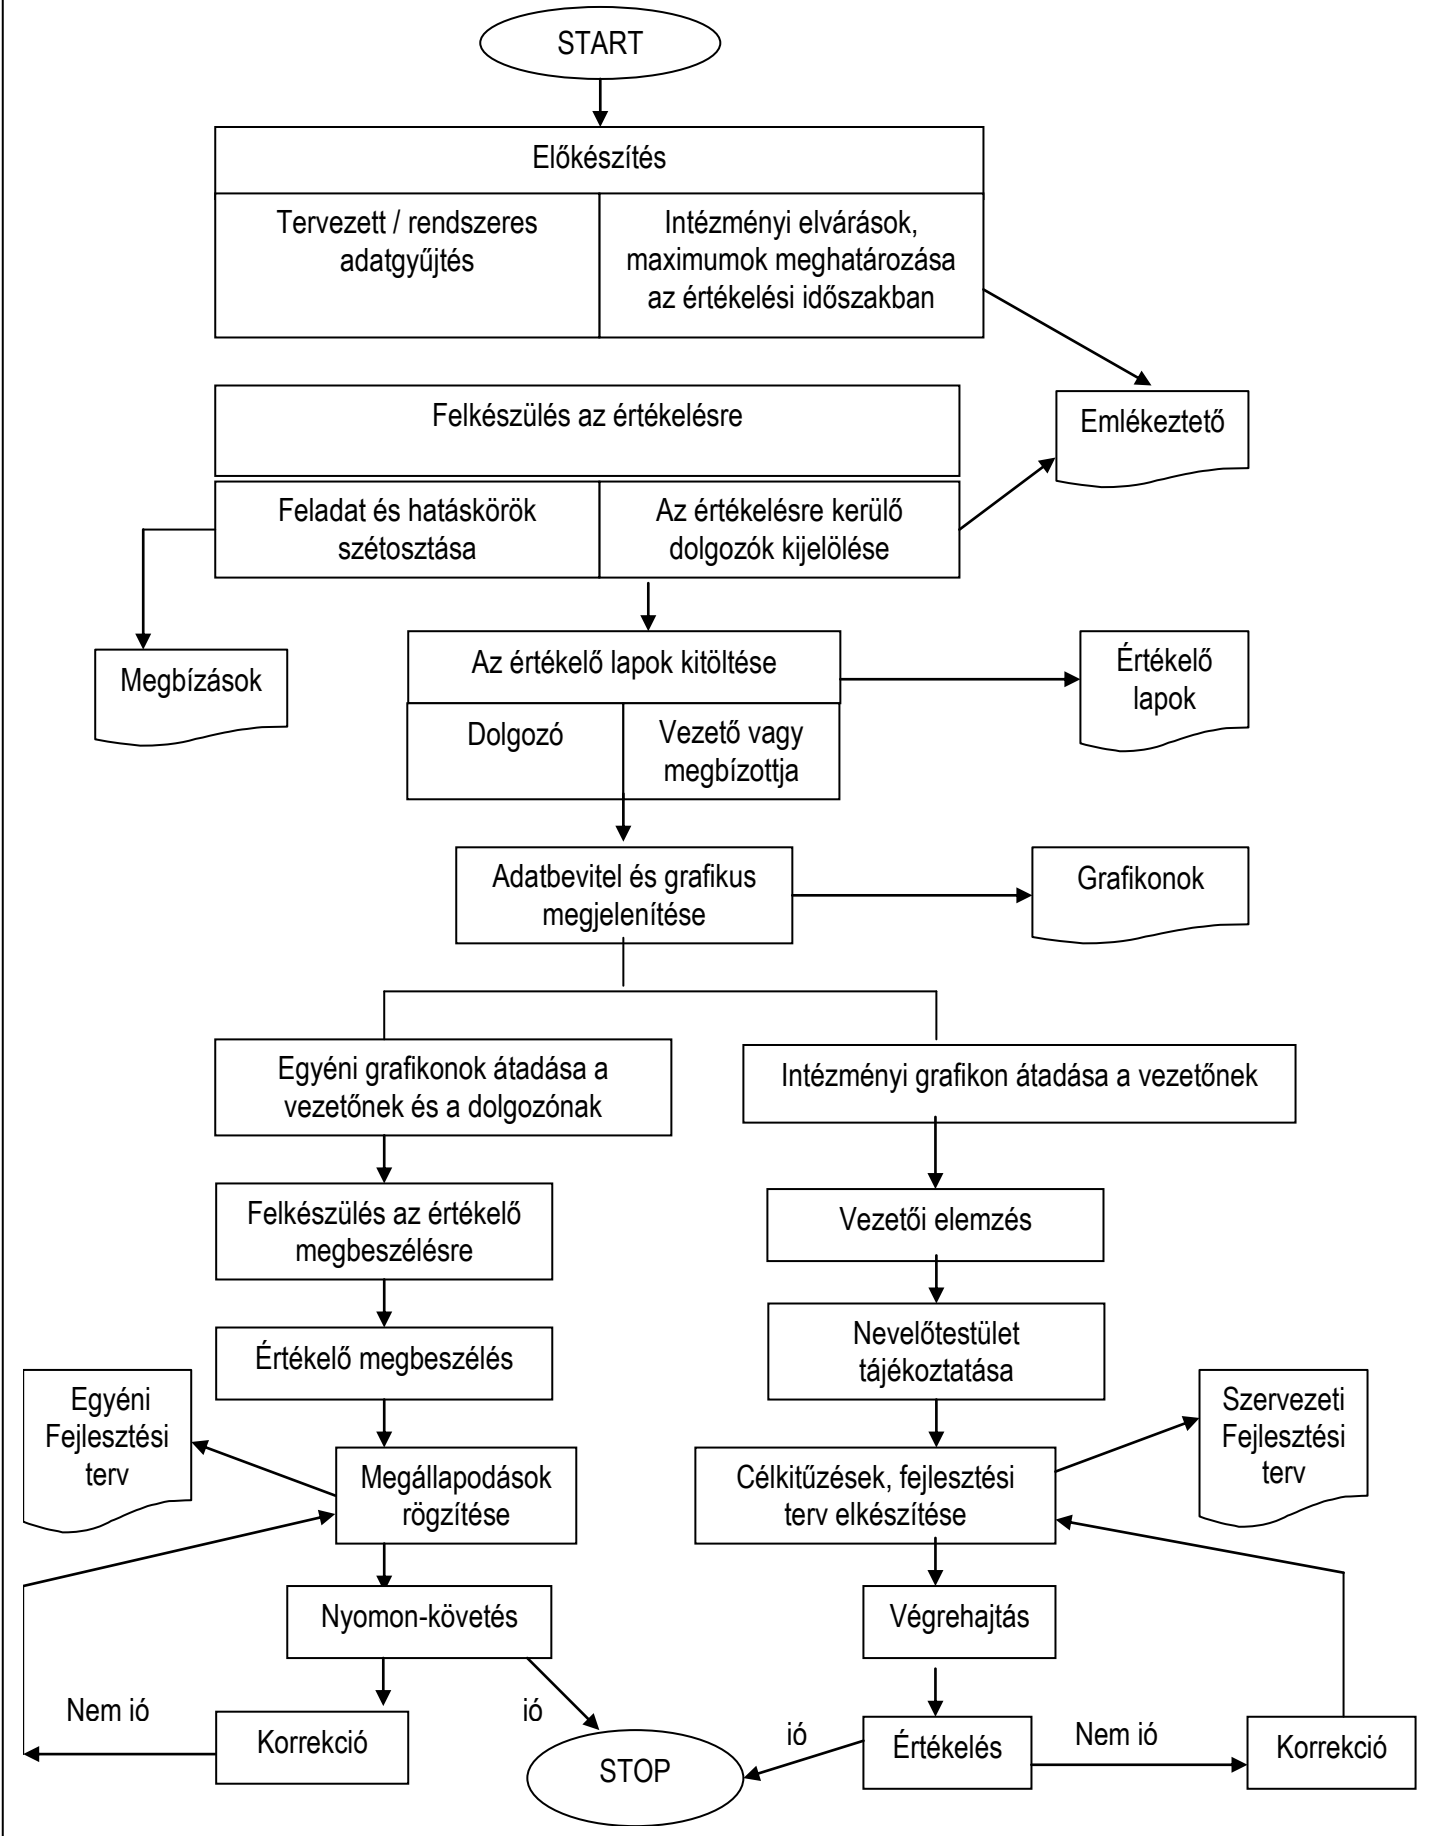 START
Előkészítés
Tervezett / rendszeres
adatgyűjtés
Intézményi elvárások,
maximumok meghatározása
az értékelési időszakban
Felkészülés az értékelésre
Emlékeztető
Feladat és hatáskörök
szétosztása
Az értékelésre kerülő
dolgozók kijelölése
Megbízások
Az értékelő lapok kitöltése
Értékelő
lapok
Dolgozó
Vezető vagy
megbízottja
Adatbevitel és grafikus
megjelenítése
Grafikonok
Egyéni grafikonok átadása a
vezetőnek és a dolgozónak
Intézményi grafikon átadása a vezetőnek
Felkészülés az értékelő
megbeszélésre
Vezetői elemzés
Értékelő megbeszélés
Nevelőtestület
tájékoztatása
Egyéni
Fejlesztési
terv
Szervezeti
Fejlesztési
terv
Megállapodások
rögzítése
Célkitűzések, fejlesztési
terv elkészítése
Nyomon-követés
Végrehajtás
Nem ió
Korrekció
ió
STOP
ió
Értékelés
Nem ió
Korrekció